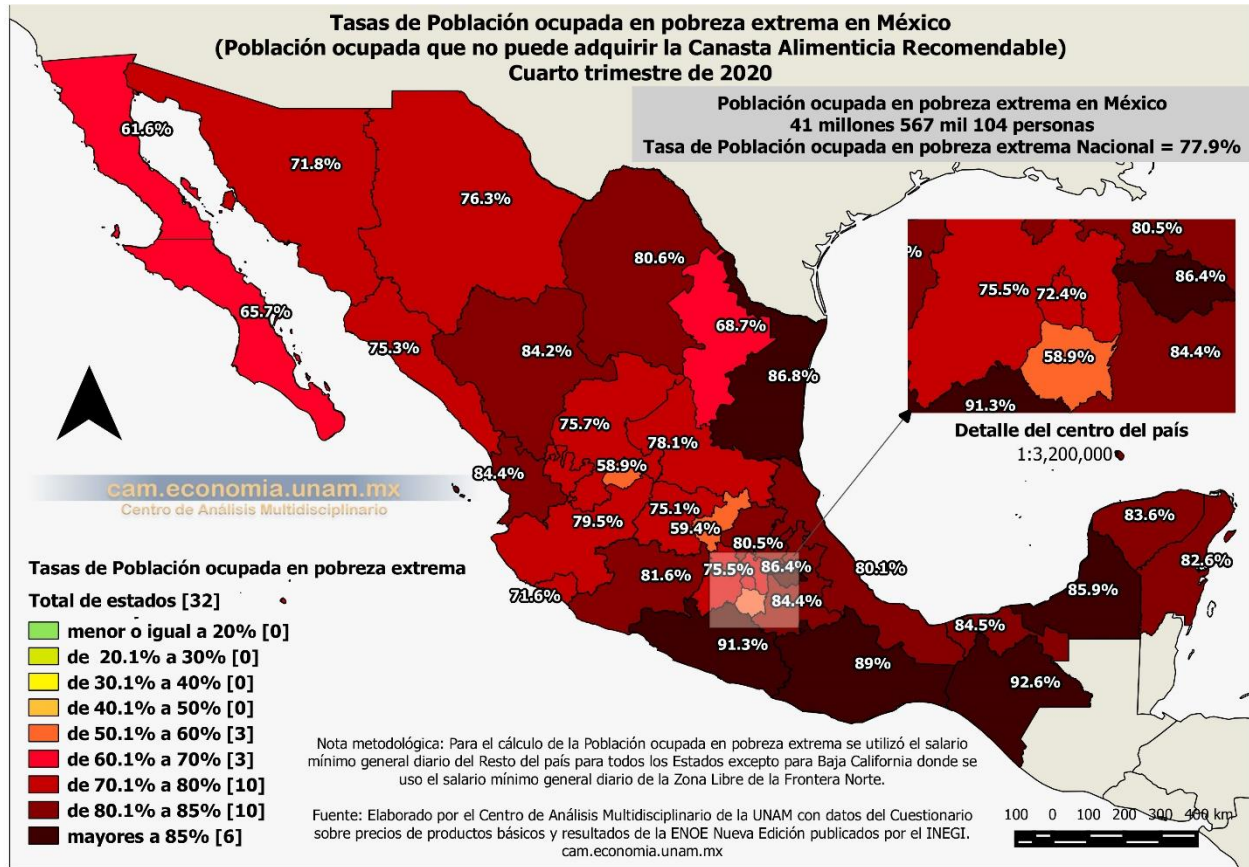 Tasas de Población ocupada en pobreza extrema en México
(Población ocupada que no puede adquirir la Canasta Alimenticia Recomendable)
Cuarto trimestre de 2020
Población ocupada en pobreza extrema en México
41 millones 567 mil 104 personas
Tasa de Población ocupada en pobreza extrema Nacional = 77.9%
61.6%
71.8%
76.3%
80.6%
68.7%
65.7%
75.3%
84.2%
86.8%
75.7%
78.1%
84.4%
58.9%
79.5%
75.1%
59.4%
80.5%
81.6%
75.5%
86.4%
80.1%
71.6%
84.4%
91.3%
89%
84.5%
92.6%
85.9%
83.6%
82.6%
%
80.5%
86.4%
75.5%
72.4%
58.9%
84.4%
91.3%
Detalle del centro del país
1:3,200,000
cam.economia.unam.mx
Centro de Análisis Multidisciplinario
Tasas de Población ocupada en pobreza extrema
Total de estados [32]
menor o igual a 20% [0]
de 20.1% a 30% [0]
de 30.1% a 40% [0]
de 40.1% a 50% [0]
de 50.1% a 60% [3]
de 60.1% a 70% [3]
de 70.1% a 80% [10]
de 80.1% a 85% [10]
mayores a 85% [6]
Nota metodológica: Para el cálculo de la Población ocupada en pobreza extrema se utilizó el salario
mínimo general diario del Resto del país para todos los Estados excepto para Baja California donde se
uso el salario mínimo general diario de la Zona Libre de la Frontera Norte.
Fuente: Elaborado por el Centro de Análisis Multidisciplinario de la UNAM con datos del Cuestionario
sobre precios de productos básicos y resultados de la ENOE Nueva Edición publicados por el INEGI.
cam.economia.unam.mx
100 0 100 200 300 400 km